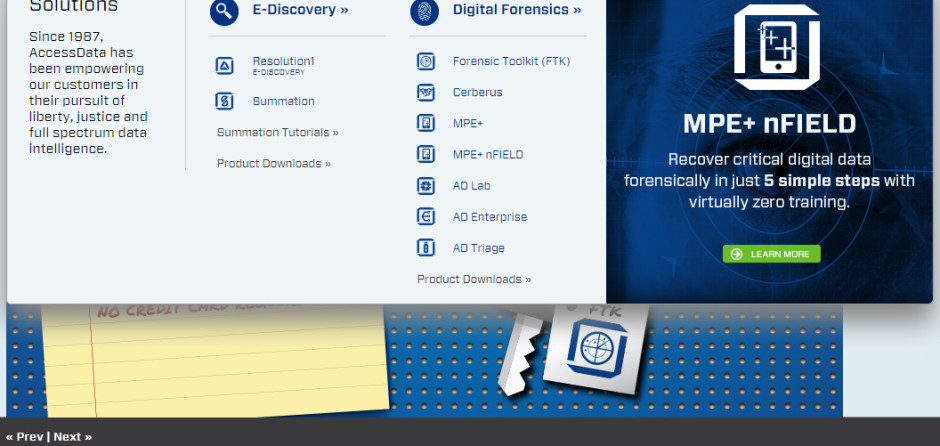 Solutions
Since 1987,
AccessData has
been empowering
our customers in
their pursuit of
liberty, justice and
full spectrum data
intelligence.
E-Discovery »
Resolution1
E-DISCOVERY
Summation
Summation Tutorials »
Product Downloads »
Digital Forensics »
Forensic Toolkit (FTK)
Cerberus
MPE+
MPE+ nFIELD
AD Lab
AD Enterprise
AD Triage
Product Downloads »
MPE+ nFIELD
Recover critical digital data
forensically in just 5 simple steps with
virtually zero training.
LEARN MORE
NO CREDIT CARD
FTK
« Prev | Next »